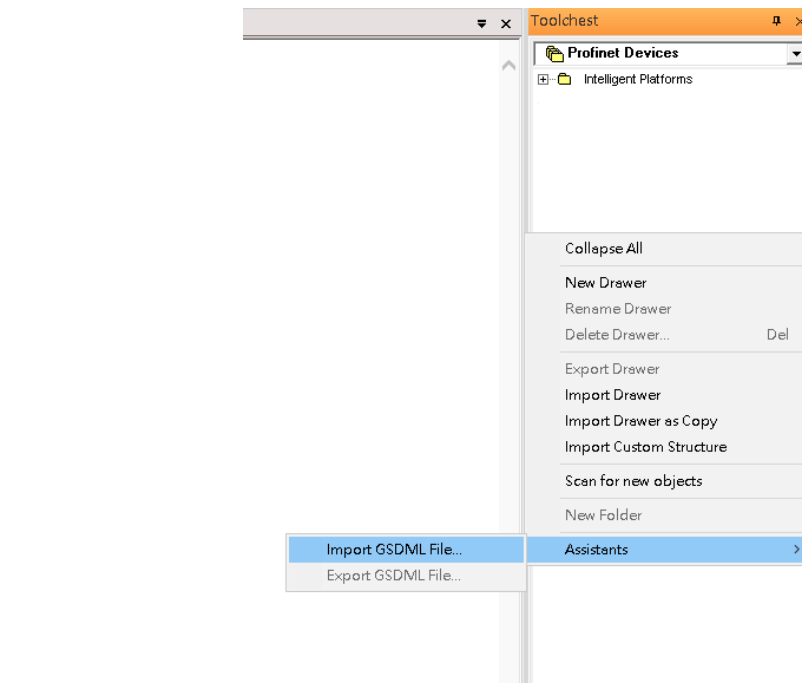 Toolchest
Profinet Devices
Intelligent Platforms
Collapse All
New Drawer
Rename Drawer
Delete Drawer... Del
Export Drawer
Import Drawer
Import Drawer as Copy
Import Custom Structure
Scan for new objects
New Folder
Assistants
Import GSDML File...
Export GSDML File...